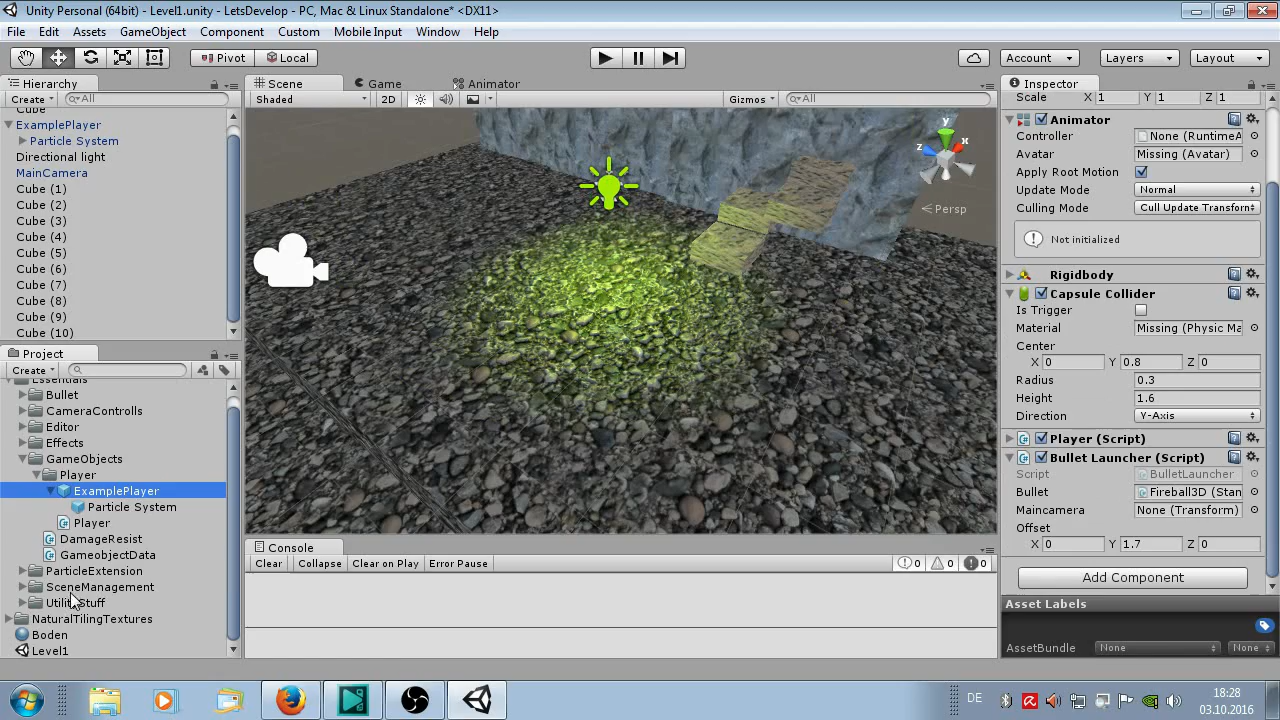 Unity Personal (64bit) - Level1.unity - LetsDevelop - PC, Mac & Linux Standalone* <DX11>
File Edit Assets GameObject Component Custom Mobile Input Window Help
Pivot Local Account Layers Layout
Hierarchy
Create All
Cube
ExamplePlayer
Particle System
Directional light
MainCamera
Cube (1)
Cube (2)
Cube (3)
Cube (4)
Cube (5)
Cube (6)
Cube (7)
Cube (8)
Cube (9)
Cube (10)
Project
Create
Essentials
Bullet
CameraControlls
Editor
Effects
GameObjects
Player
ExamplePlayer
Particle System
Player
DamageResist
GameobjectData
ParticleExtension
SceneManagement
UtilityStuff
NaturalTilingTextures
Boden
Level1
Scene Game Animator
Shaded 2D Gizmos All
y
x
z
Persp
Console
Clear Collapse Clear on Play Error Pause 0 0 0
Inspector
Scale X 1 Y 1 Z 1
Animator
Controller None (RuntimeA
Avatar Missing (Avatar)
Apply Root Motion
Update Mode Normal
Culling Mode Cull Update Transform
Not initialized
Rigidbody
Capsule Collider
Is Trigger
Material Missing (Physic Ma
Center
X 0 Y 0.8 Z 0
Radius 0.3
Height 1.6
Direction Y-Axis
Player (Script)
Bullet Launcher (Script)
Script BulletLauncher
Bullet Fireball3D (Stan
Maincamera None (Transform)
Offset
X 0 Y 1.7 Z 0
Add Component
Asset Labels
AssetBundle None None
DE 18:28
03.10.2016